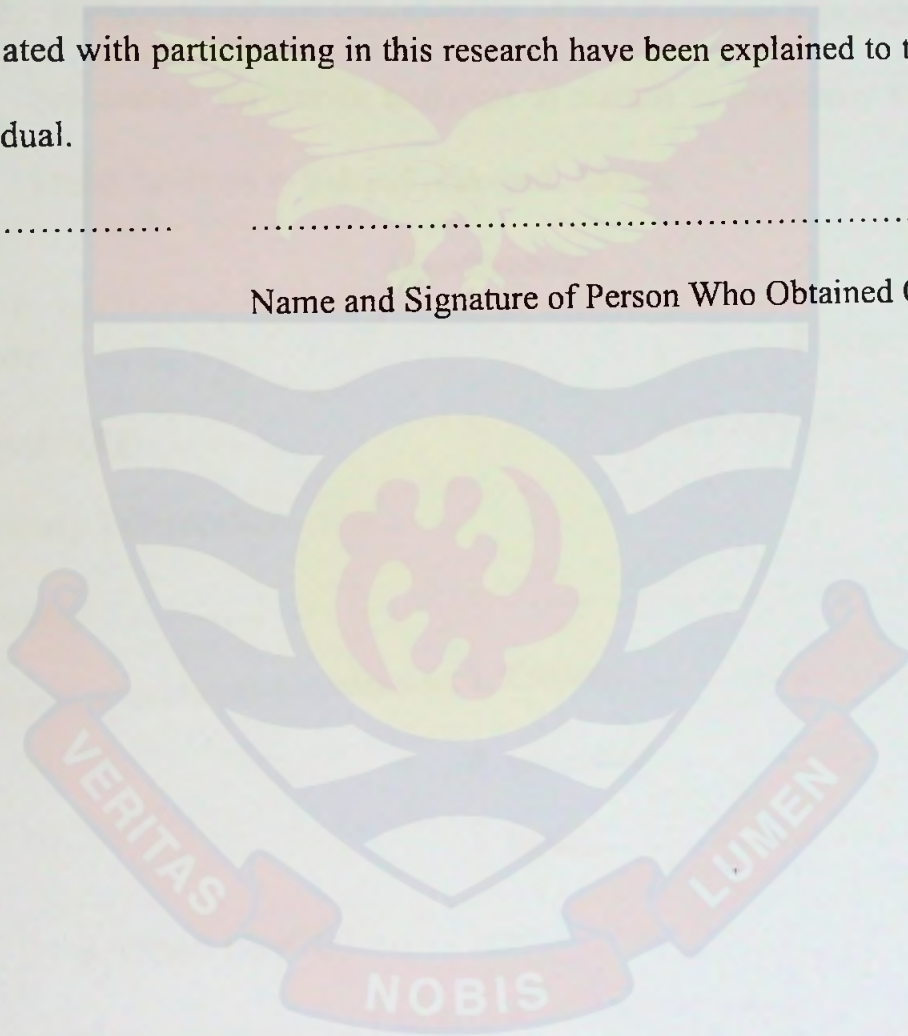 ated with participating in this research have been explained to t
dual.
............... ..........................................................
Name and Signature of Person Who Obtained
VERITAS
NOBIS
LUMEN